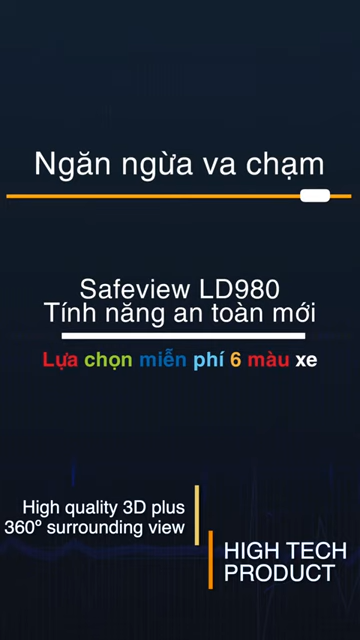 Ngăn ngừa va chạm
Safeview LD980
Tính năng an toàn mới
Lựa chọn miễn phí 6 màu xe
High quality 3D plus
360º surrounding view
HIGH TECH
PRODUCT